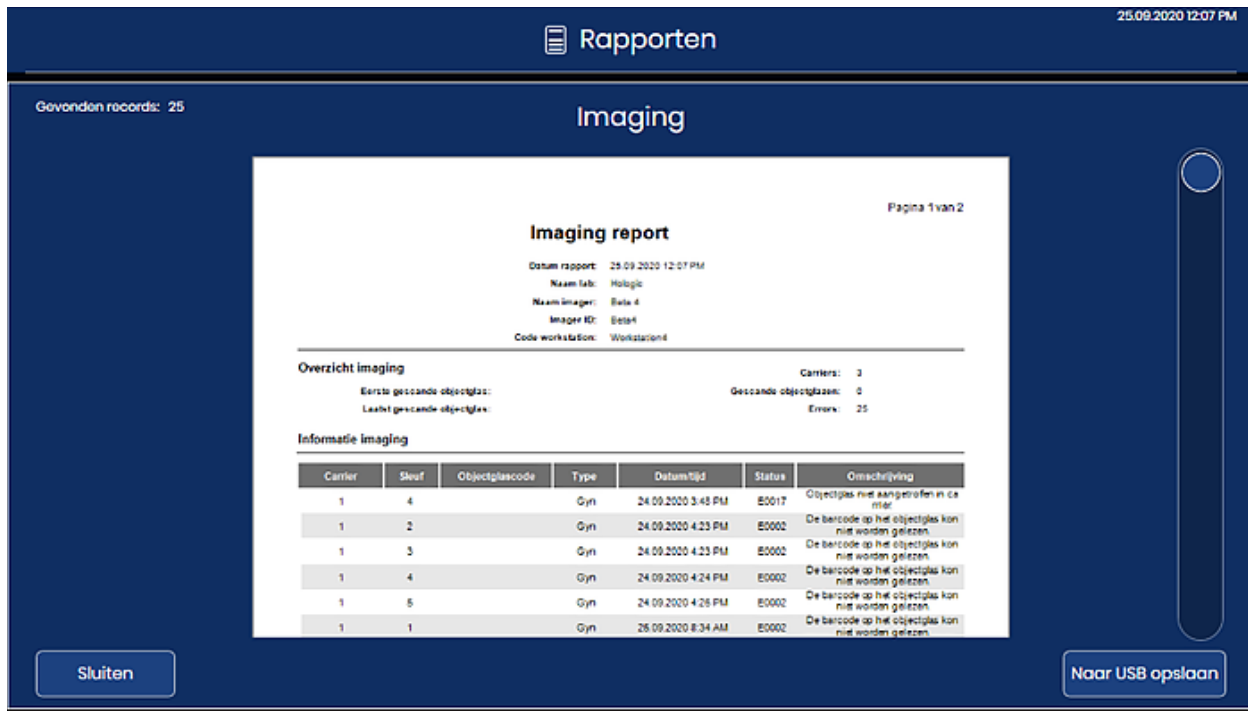 25.09.2020 12:07 PM
Rapporten
Gevonden records: 25
Imaging
Pagina 1 van 2
Imaging report
Datum rapport: 25.09.2020 12:07 PM
Naam lab: Hologic
Naam imager: Beta 4
Imager ID: Beta4
Code workstation: Workstation4
Overzicht imaging
Carriers: 3
Eerste gescande objectglas: Gescande objectglazen: 0
Laatst gescande objectglas: Errors: 25
Informatie imaging
Carrier Sleuf Objectglascode Type Datum/tijd Status Omschrijving
1 4 Gyn 24.09.2020 3:48 PM E0017 Objectglas niet aangetroffen in ca
rrier.
1 2 Gyn 24.09.2020 4:23 PM E0002 De barcode op het objectglas kon
niet worden gelezen.
1 3 Gyn 24.09.2020 4:23 PM E0002 De barcode op het objectglas kon
niet worden gelezen.
1 4 Gyn 24.09.2020 4:24 PM E0002 De barcode op het objectglas kon
niet worden gelezen.
1 5 Gyn 24.09.2020 4:26 PM E0002 De barcode op het objectglas kon
niet worden gelezen.
1 1 Gyn 25.09.2020 8:34 AM E0002 De barcode op het objectglas kon
niet worden gelezen.
Sluiten
Naar USB opslaan